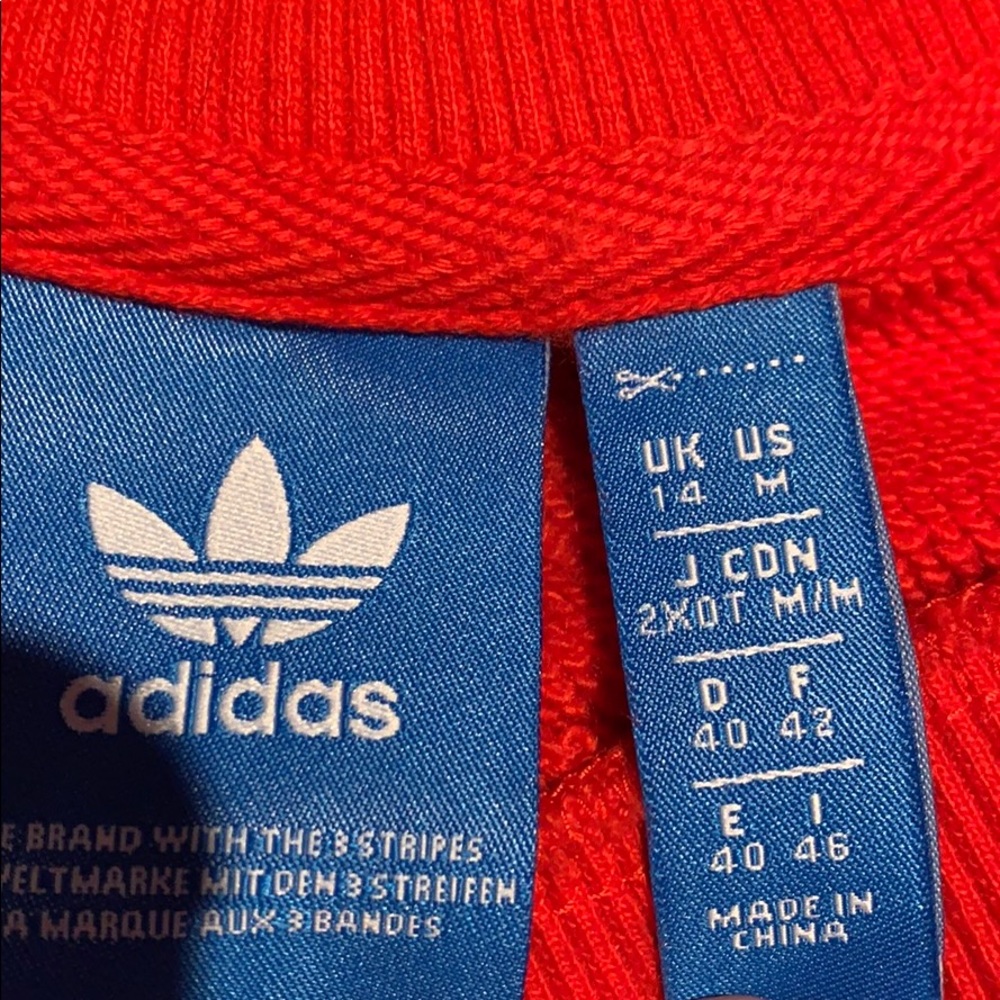 adidas
BRAND WITH THE 3 STRIPES
MIT DEN 3 STREIFEN
MARQUE AUX 3 BANDES
UK US
14 M
J CDN
2XOT M/M
D F
40 42
E I
40 46
MADE IN
CHINA